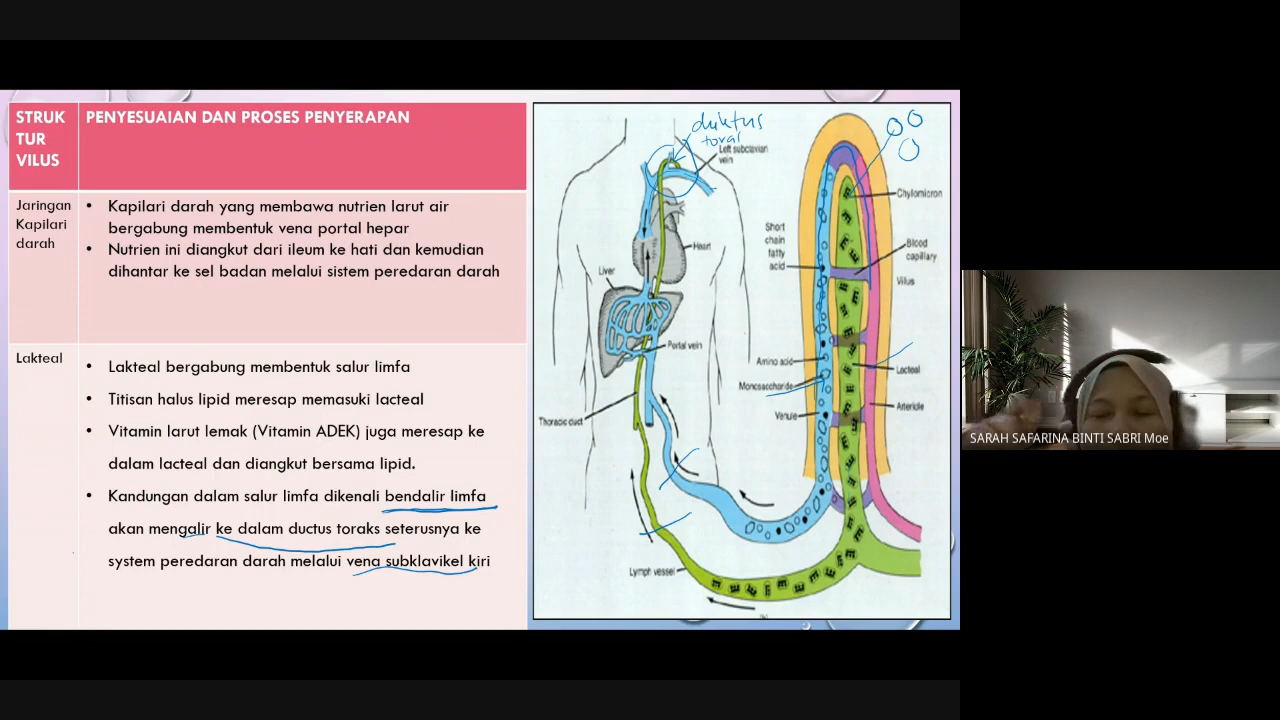 STRUK
TUR
VILUS
PENYESUAIAN DAN PROSES PENYERAPAN
Jaringan
Kapilari
darah
• Kapilari darah yang membawa nutrien larut air
bergabung membentuk vena portal hepar
• Nutrien ini diangkut dari ileum ke hati dan kemudian
dihantar ke sel badan melalui sistem peredaran darah
Lakteal
• Lakteal bergabung membentuk salur limfa
• Titisan halus lipid meresap memasuki lacteal
• Vitamin larut lemak (Vitamin ADEK) juga meresap ke
dalam lacteal dan diangkut bersama lipid.
• Kandungan dalam salur limfa dikenali bendalir limfa
akan mengalir ke dalam ductus toraks seterusnya ke
system peredaran darah melalui vena subklavikel kiri
duktus
Left subclavian
vein
Heart
Liver
Portal vein
Thoracic duct
Lymph vessel
Short
chain
fatty
acid
Amino acid
Monosaccharide
Venule
Chylomicron
Blood
capillary
Villus
Lacteal
Arteriole
SARAH SAFARINA BINTI SABRI Moe